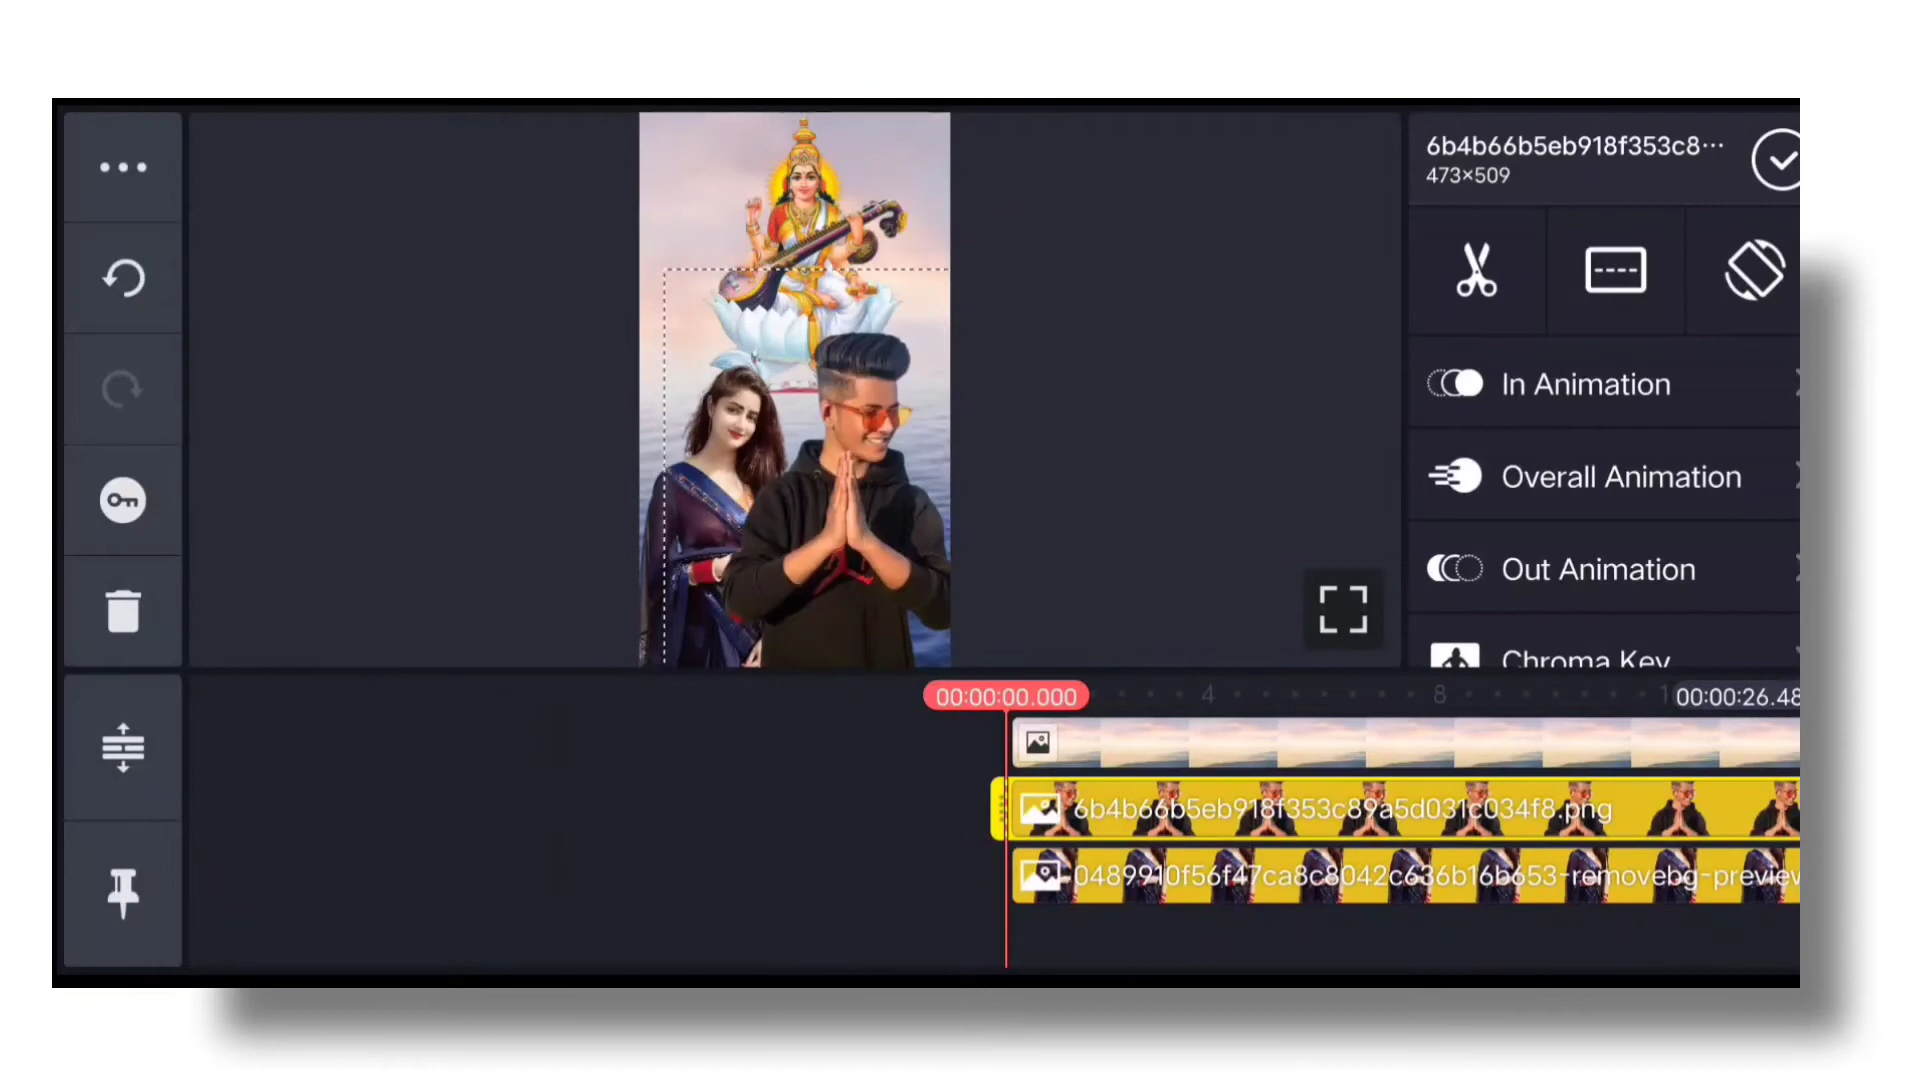 6b4b66b5eb918f353c8···
473×509
In Animation
Overall Animation
Out Animation
Chroma Key
00:00:00.000
4
8
00:00:26.48
6b4b66b5eb918f353c89a5d031c034f8.png
0489910f56f47ca8c8042c636b16b653-removebg-preview